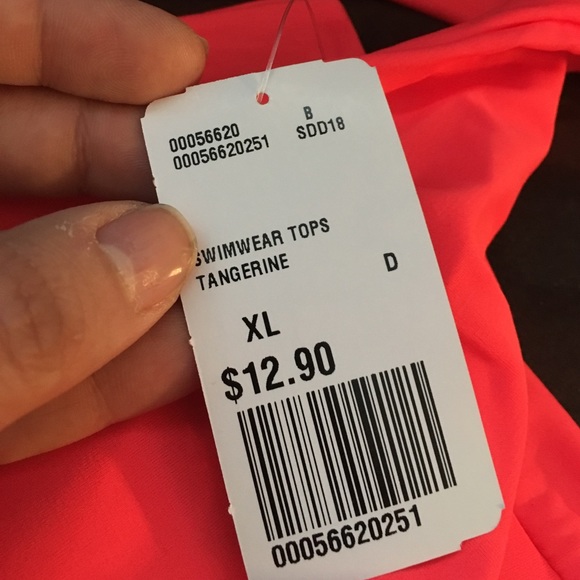 00056620 B
00056620251 SDD18
SWIMWEAR TOPS
TANGERINE D
XL
$12.90
00056620251